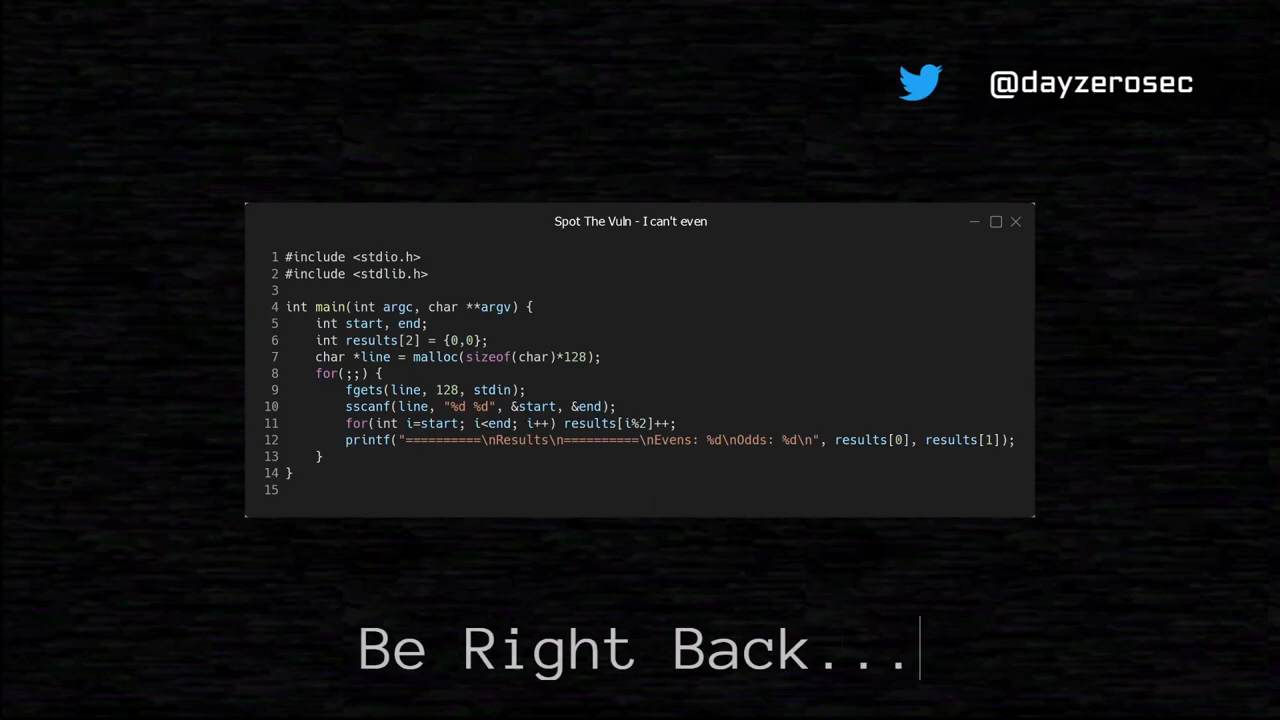 @dayzerosec
Spot The Vuln - I can't even
1 #include <stdio.h>
2 #include <stdlib.h>
3
4 int main(int argc, char **argv) {
5     int start, end;
6     int results[2] = {0,0};
7     char *line = malloc(sizeof(char)*128);
8     for(;;) {
9         fgets(line, 128, stdin);
10         sscanf(line, "%d %d", &start, &end);
11         for(int i=start; i<end; i++) results[i%2]++;
12         printf("==========\nResults\n==========\nEvens: %d\nOdds: %d\n", results[0], results[1]);
13     }
14 }
15
Be Right Back...